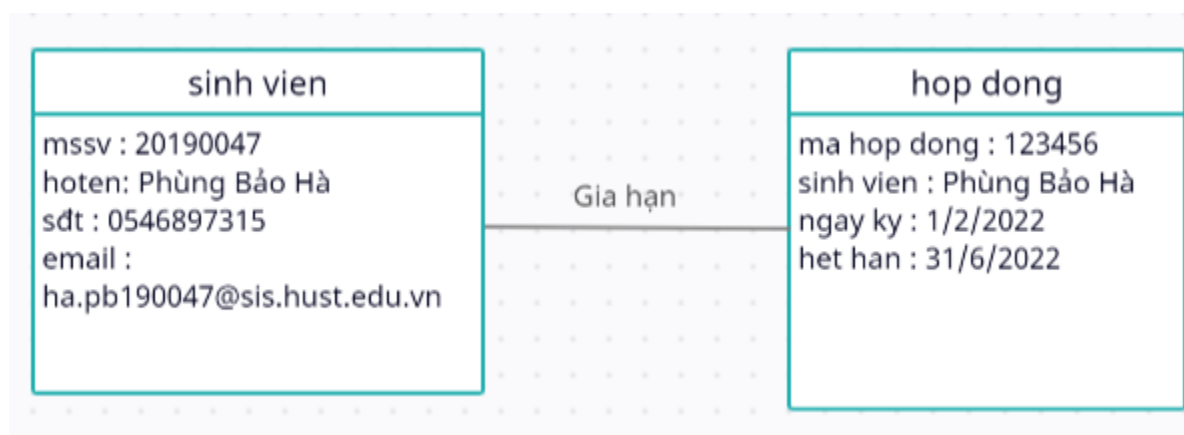 sinh vien
mssv : 20190047
hoten: Phùng Bảo Hà
sđt : 0546897315
email :
ha.pb190047@sis.hust.edu.vn
Gia hạn
hop dong
ma hop dong : 123456
sinh vien : Phùng Bảo Hà
ngay ky : 1/2/2022
het han : 31/6/2022